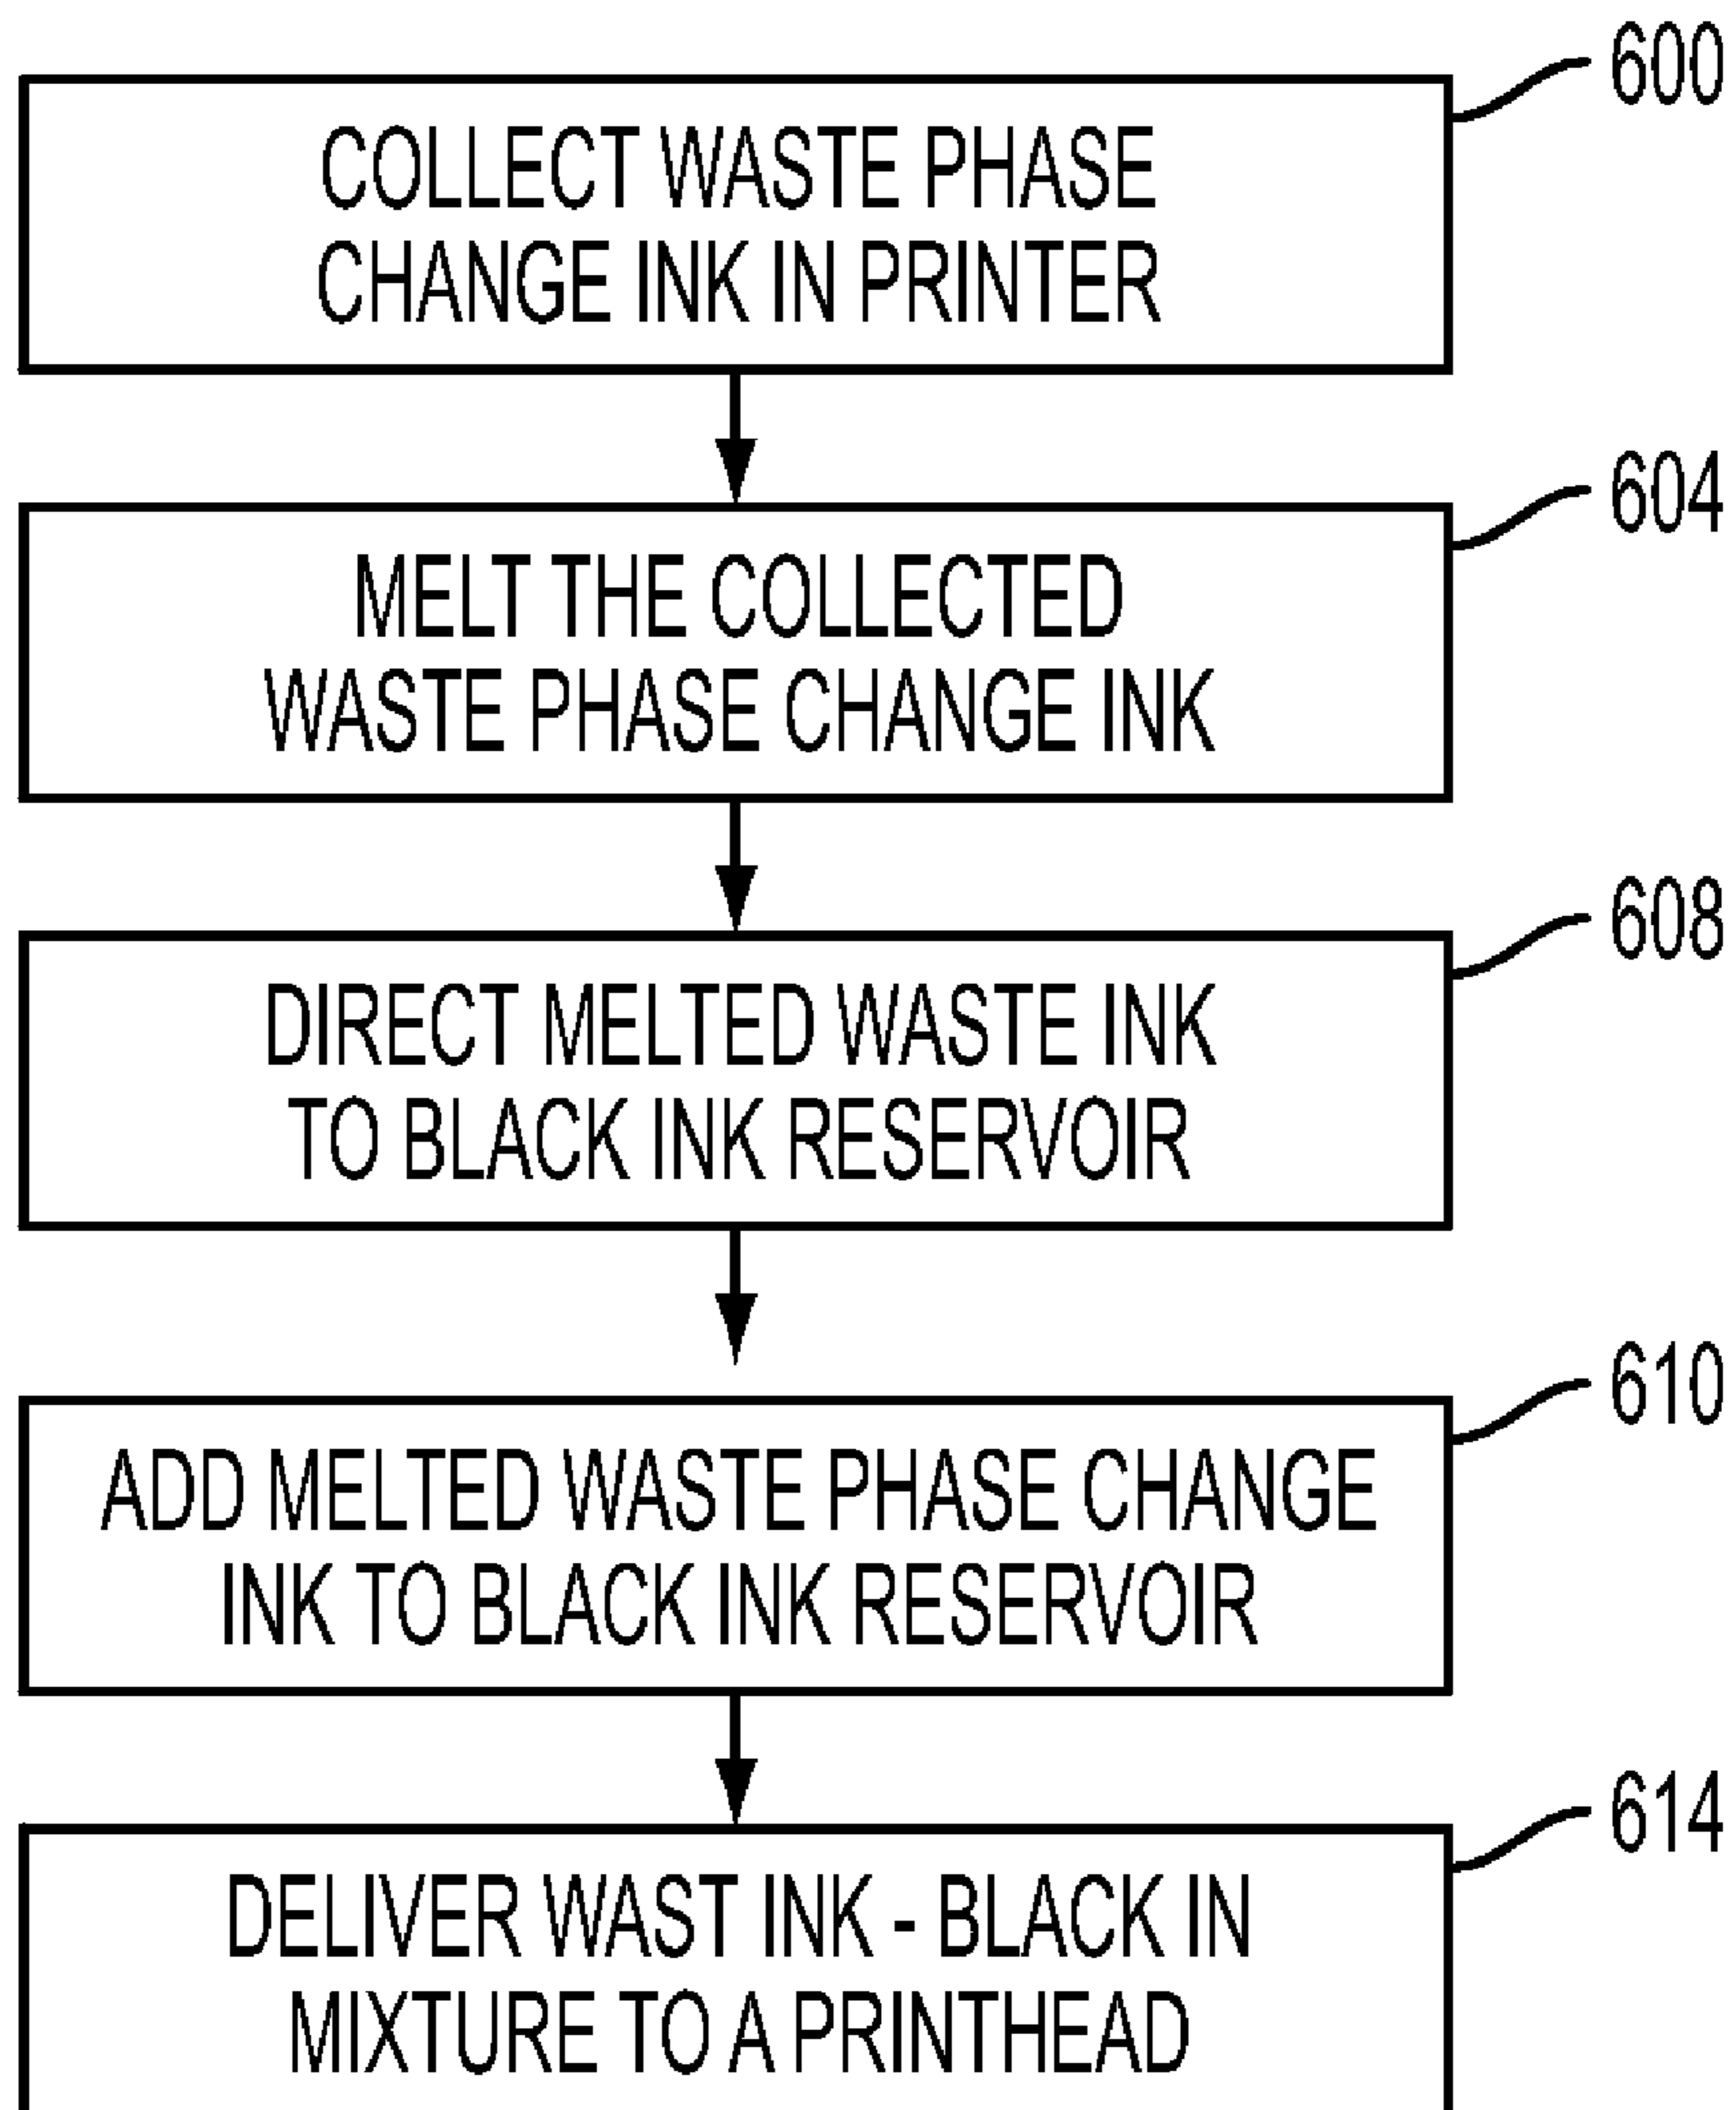 600
COLLECT WASTE PHASE
CHANGE INK IN PRINTER
604
MELT THE COLLECTED
WASTE PHASE CHANGE INK
608
DIRECT MELTED WASTE INK
TO BLACK INK RESERVOIR
610
ADD MELTED WASTE PHASE CHANGE
INK TO BLACK INK RESERVOIR
614
DELIVER WAST INK - BLACK IN
MIXTURE TO A PRINTHEAD